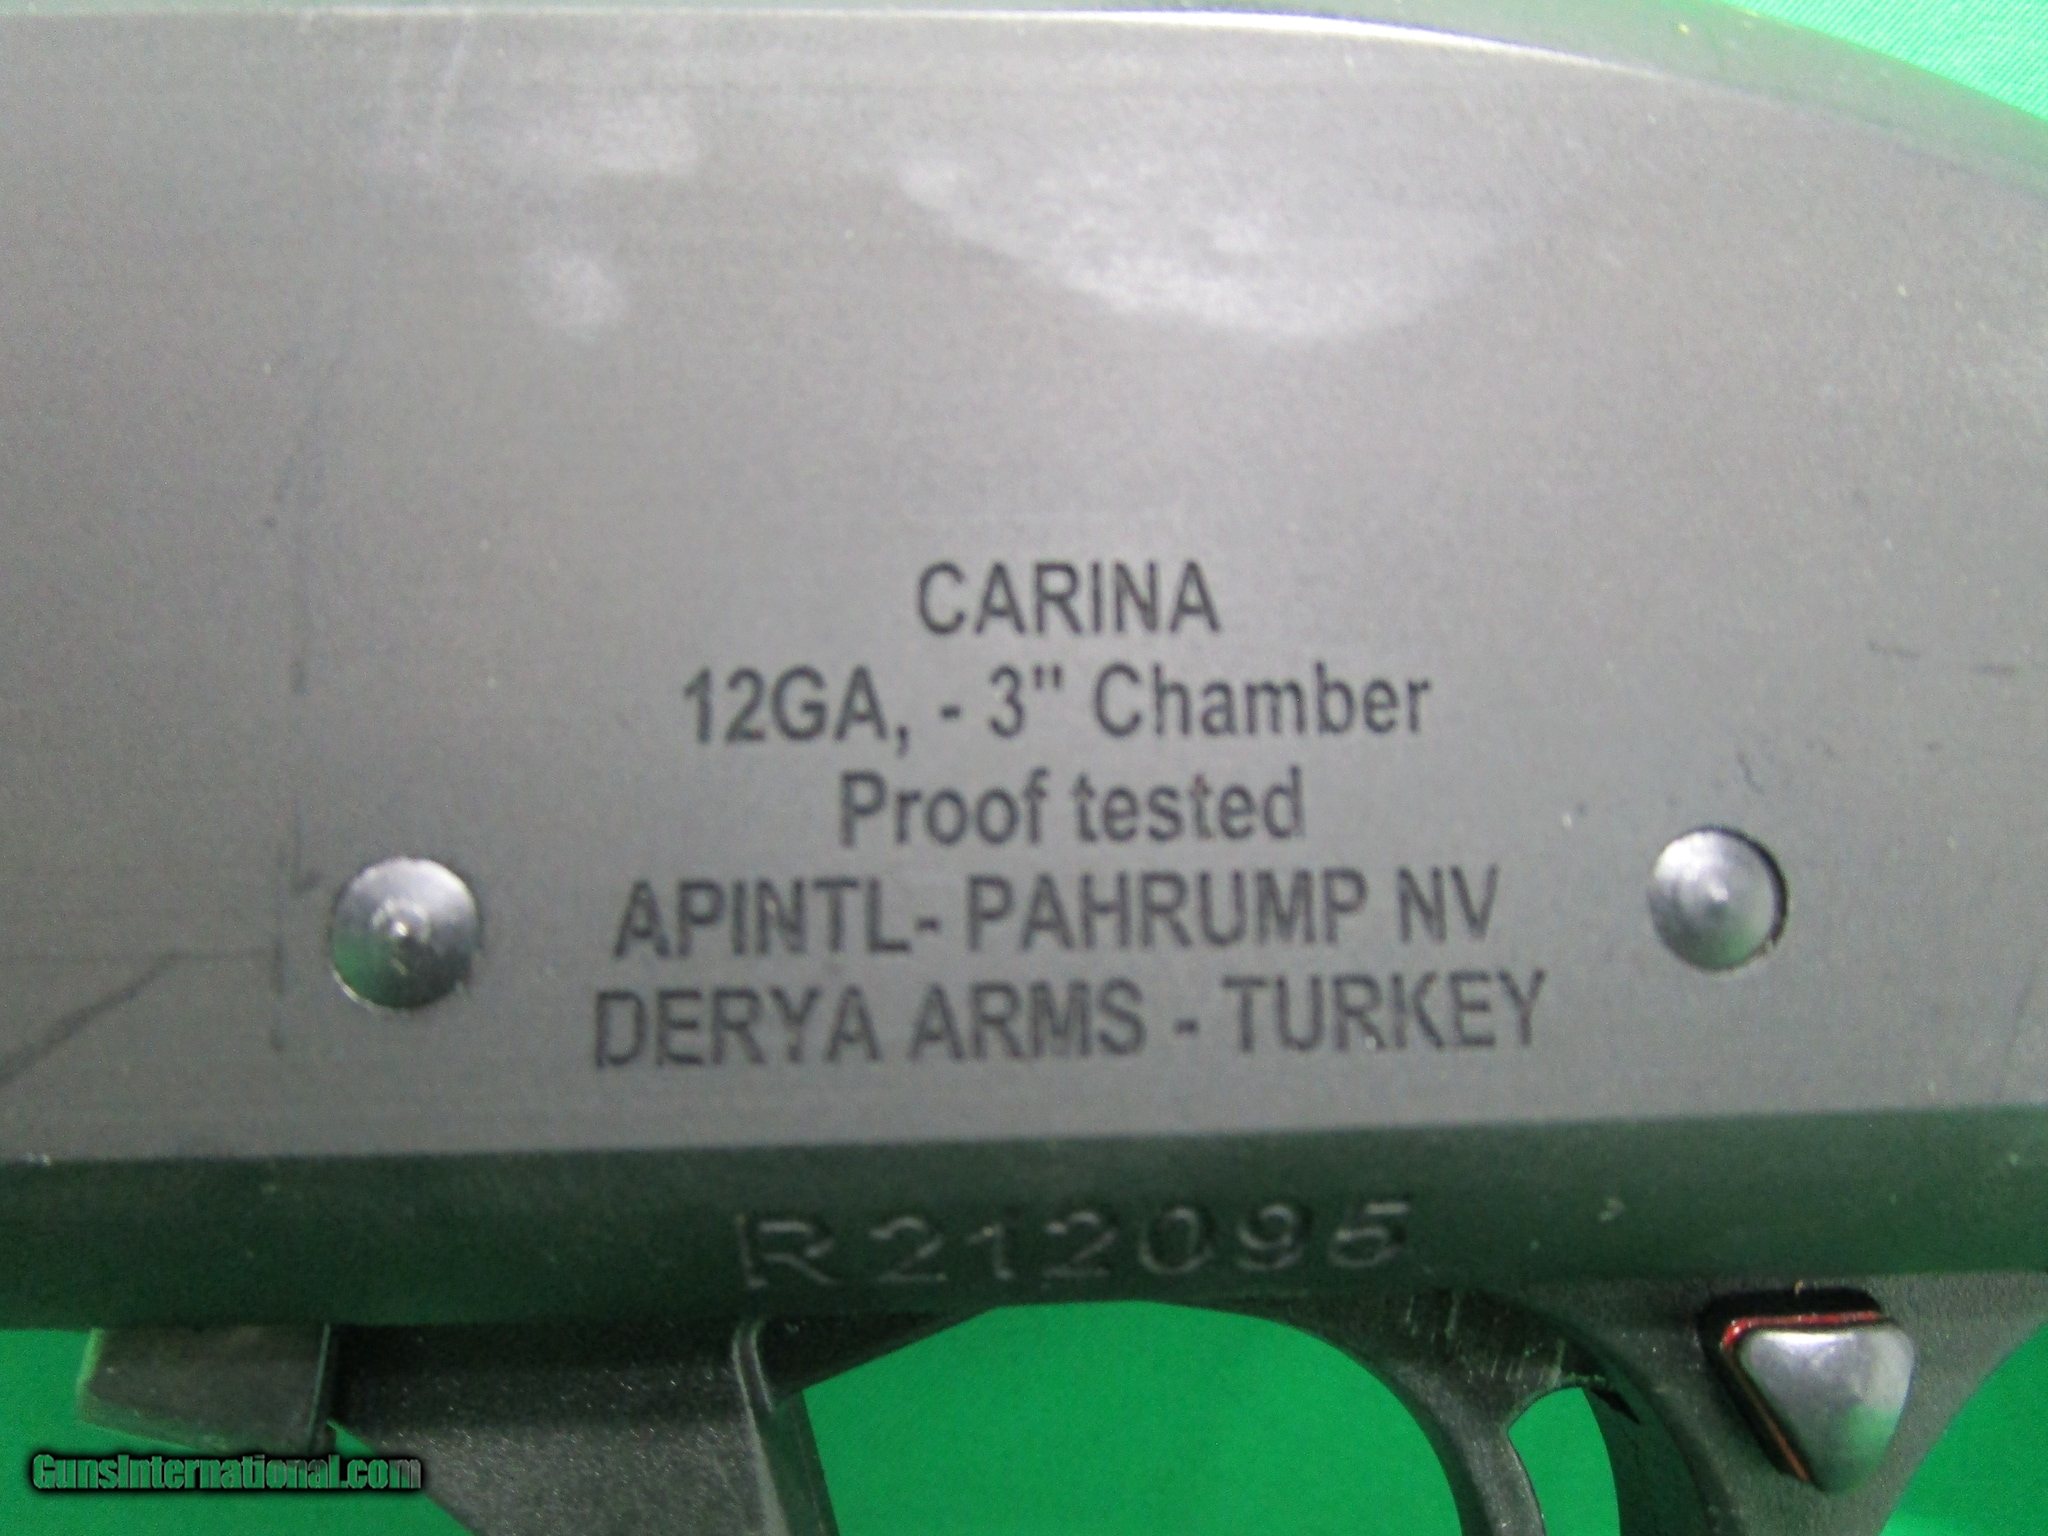 CARINA
12GA, - 3" Chamber
Proof tested
APINTL- PAHRUMP NV
DERYA ARMS - TURKEY
R212095
GunsInternational.com